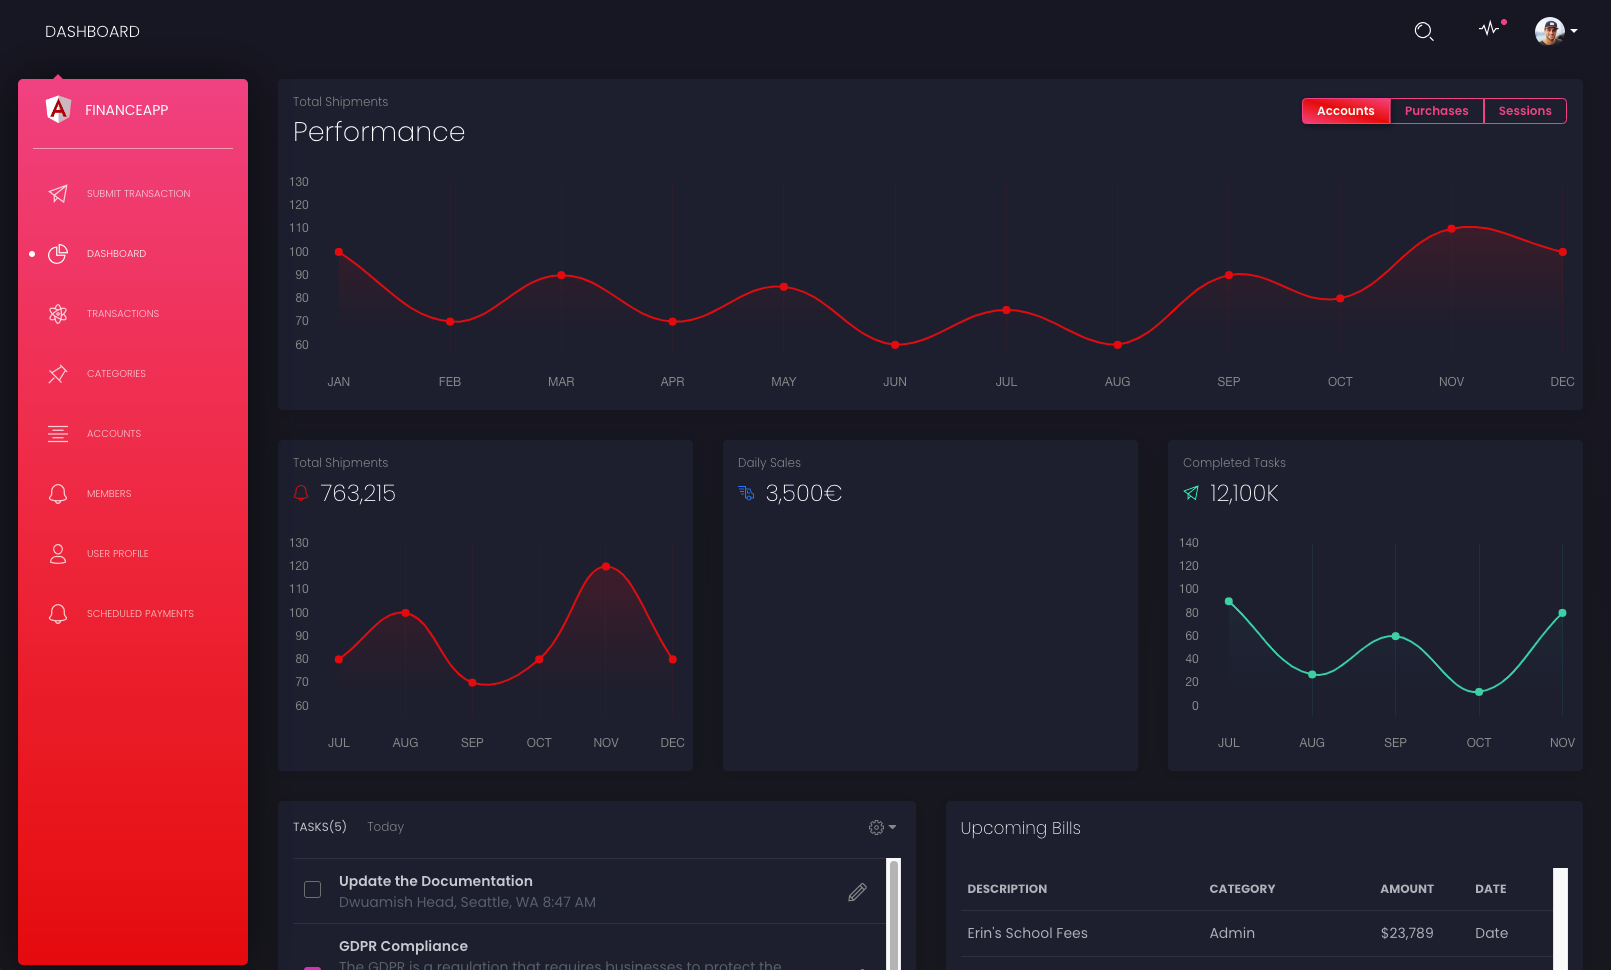 DASHBOARD
FINANCEAPP
SUBMIT TRANSACTION
DASHBOARD
TRANSACTIONS
CATEGORIES
ACCOUNTS
MEMBERS
USER PROFILE
SCHEDULED PAYMENTS
Total Shipments
Performance
Accounts Purchases Sessions
130
120
110
100
90
80
70
60
JAN FEB MAR APR MAY JUN JUL AUG SEP OCT NOV DEC
Total Shipments
763,215
130
120
110
100
90
80
70
60
JUL AUG SEP OCT NOV DEC
Daily Sales
3,500€
Completed Tasks
12,100K
140
120
100
80
60
40
20
0
JUL AUG SEP OCT NOV
TASKS(5) Today
Update the Documentation
Dwuamish Head, Seattle, WA 8:47 AM
GDPR Compliance
The GDPR is a regulation that requires businesses to protect the
Upcoming Bills
DESCRIPTION CATEGORY AMOUNT DATE
Erin's School Fees Admin $23,789 Date